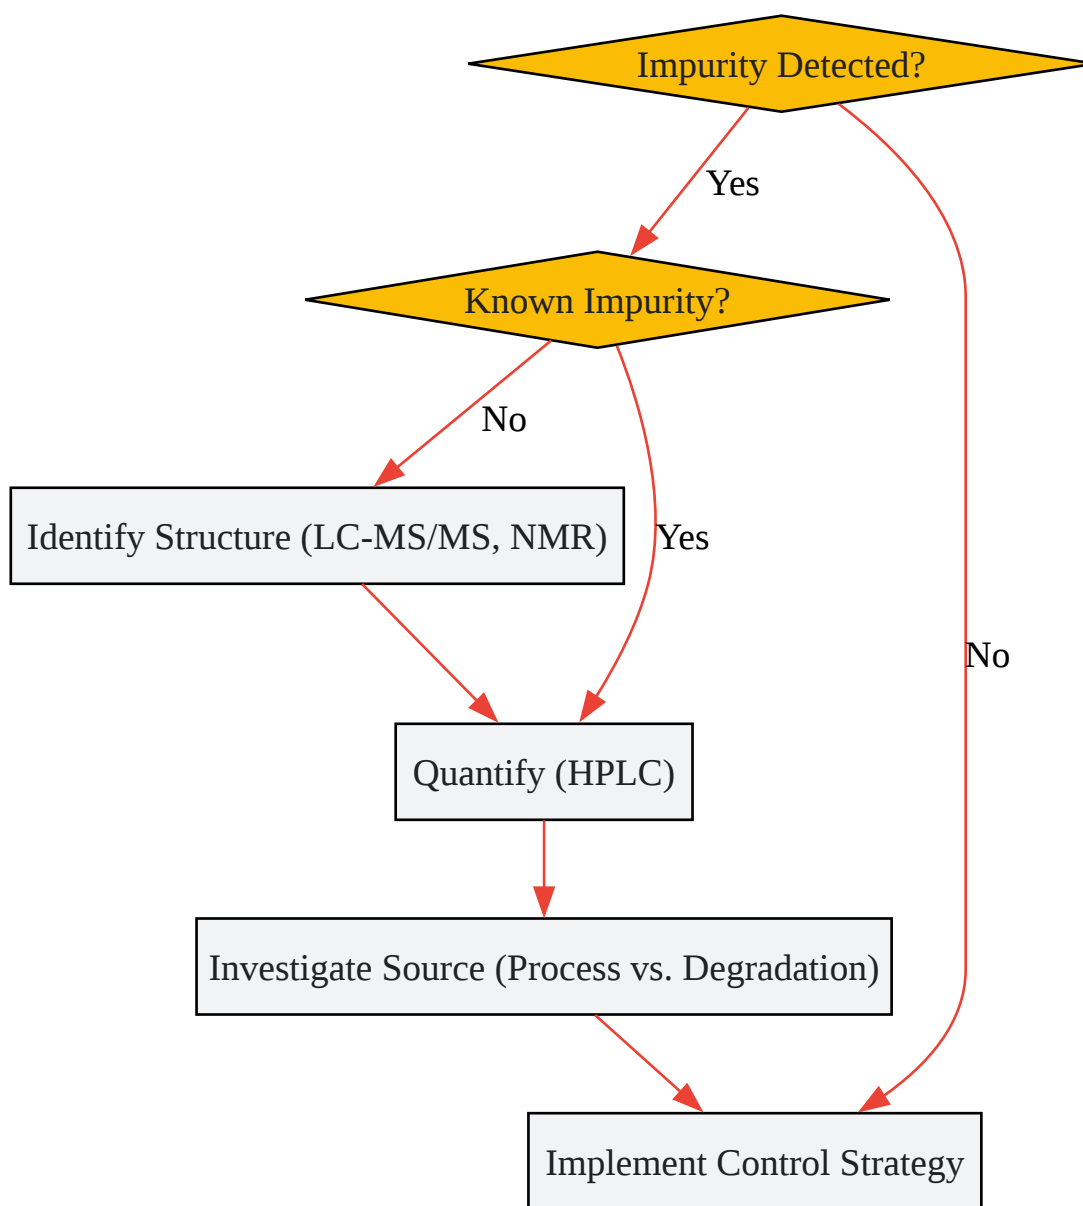 Impurity Detected?
Yes
Known Impurity?
No
Identify Structure (LC-MS/MS, NMR)
Yes
No
Quantify (HPLC)
Investigate Source (Process vs. Degradation)
Implement Control Strategy